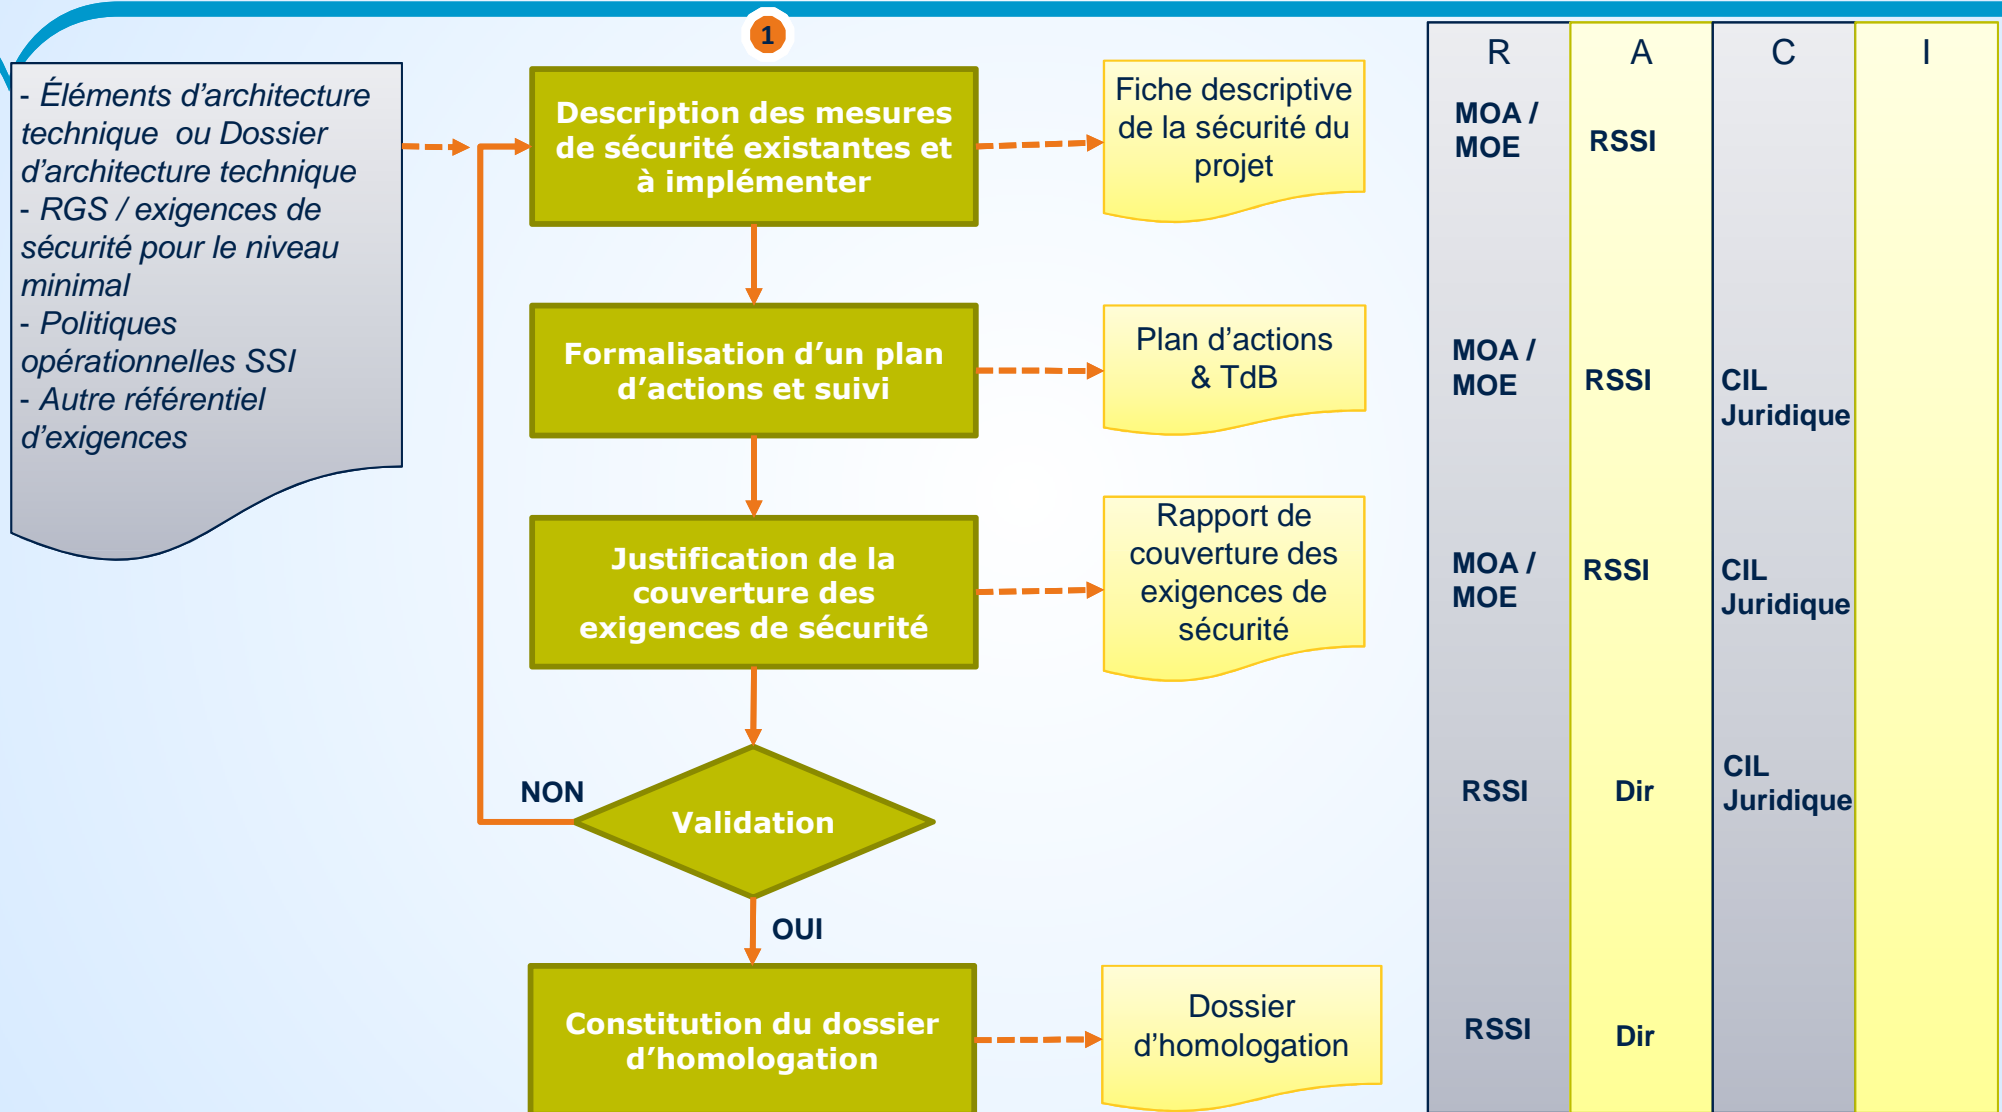 1
- Éléments d’architecture
technique ou Dossier
d’architecture technique
- RGS / exigences de
sécurité pour le niveau
minimal
- Politiques
opérationnelles SSI
- Autre référentiel
d’exigences
Description des mesures
de sécurité existantes et
à implémenter
Fiche descriptive
de la sécurité du
projet
Formalisation d’un plan
d’actions et suivi
Plan d’actions
& TdB
Justification de la
couverture des
exigences de sécurité
Rapport de
couverture des
exigences de
sécurité
NON
Validation
OUI
Constitution du dossier
d’homologation
Dossier
d’homologation
R A C I
MOA /
MOE
RSSI
MOA /
MOE
RSSI
CIL
Juridique
MOA /
MOE
RSSI
CIL
Juridique
RSSI
Dir
CIL
Juridique
RSSI
Dir